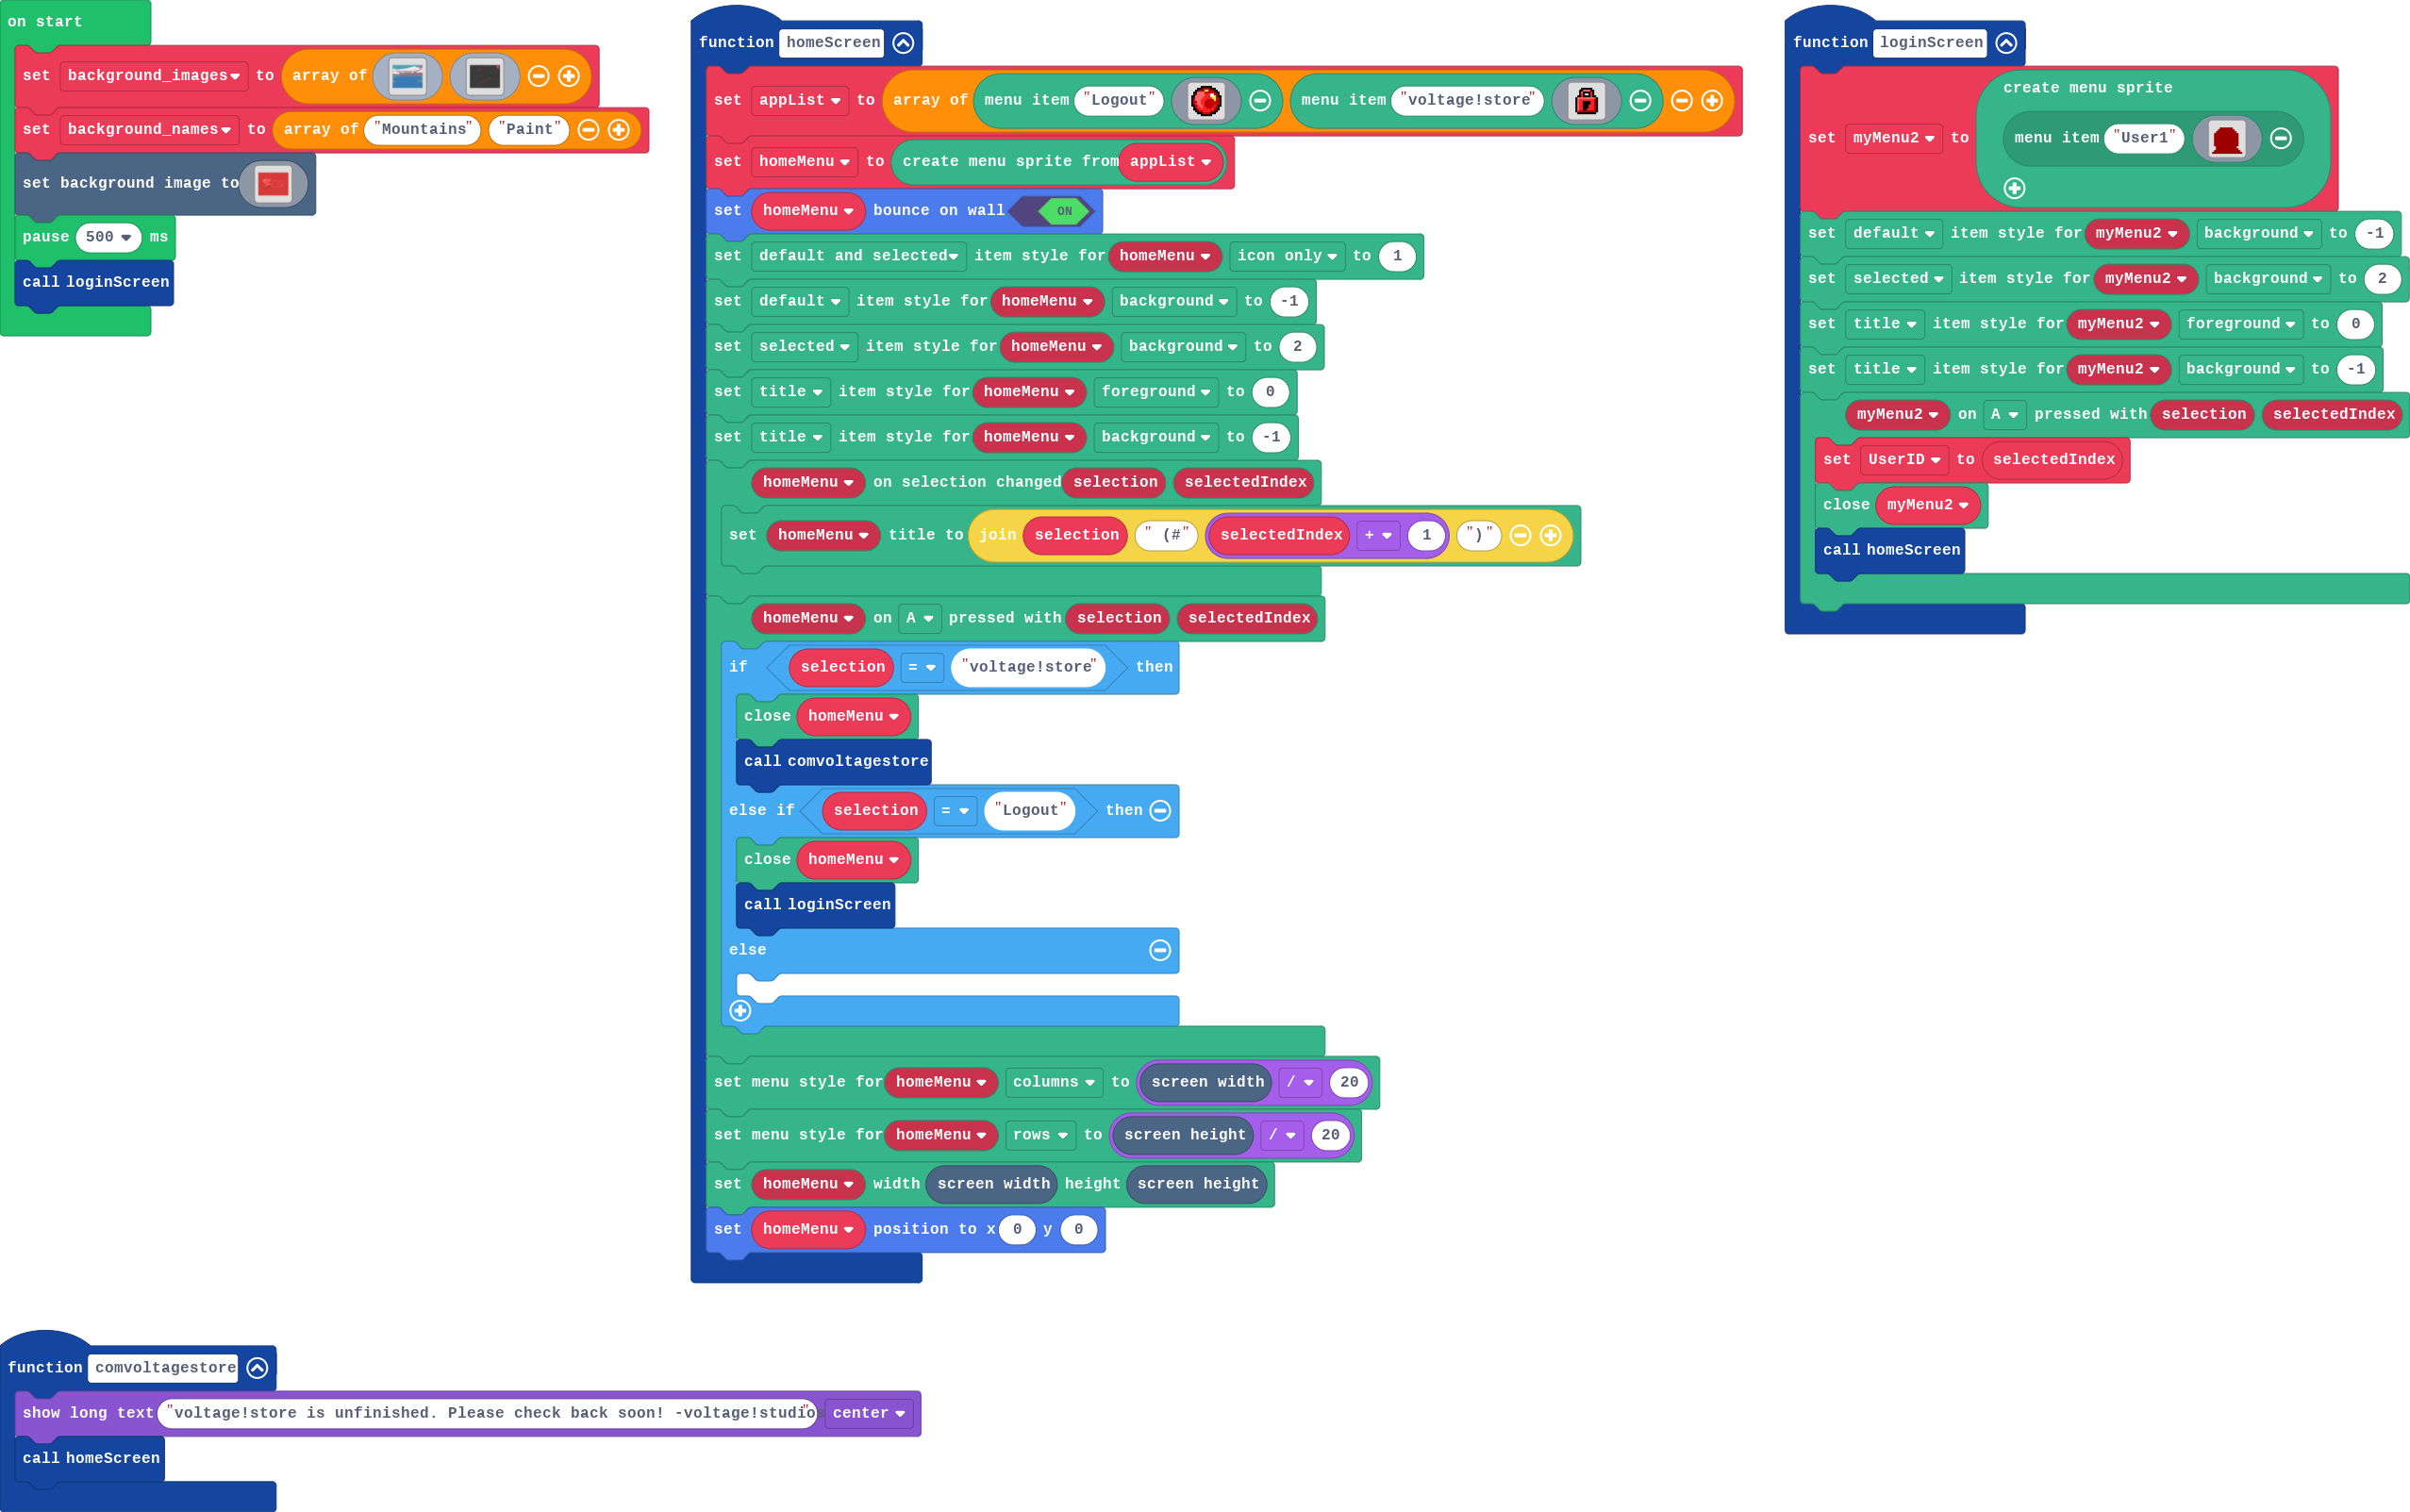 on start
set background_images to array of
set background_names to array of "Mountains" "Paint"
set background image to
pause 500 ms
call loginScreen
function homeScreen
set appList to array of menu item "Logout" menu item "voltage!store"
set homeMenu to create menu sprite from appList
set homeMenu bounce on wall ON
set default and selected item style for homeMenu icon only to 1
set default item style for homeMenu background to -1
set selected item style for homeMenu background to 2
set title item style for homeMenu foreground to 0
set title item style for homeMenu background to -1
homeMenu on selection changed selection selectedIndex
set homeMenu title to join selection " (#" selectedIndex + 1 ")"
homeMenu on A pressed with selection selectedIndex
if selection = "voltage!store" then
close homeMenu
call comvoltagestore
else if selection = "Logout" then
close homeMenu
call loginScreen
else
set menu style for homeMenu columns to screen width / 20
set menu style for homeMenu rows to screen height / 20
set homeMenu width screen width height screen height
set homeMenu position to x 0 y 0
function loginScreen
create menu sprite
set myMenu2 to menu item "User1"
set default item style for myMenu2 background to -1
set selected item style for myMenu2 background to 2
set title item style for myMenu2 foreground to 0
set title item style for myMenu2 background to -1
myMenu2 on A pressed with selection selectedIndex
set UserID to selectedIndex
close myMenu2
call homeScreen
function comvoltagestore
show long text "voltage!store is unfinished. Please check back soon! -voltage!studios" center
call homeScreen